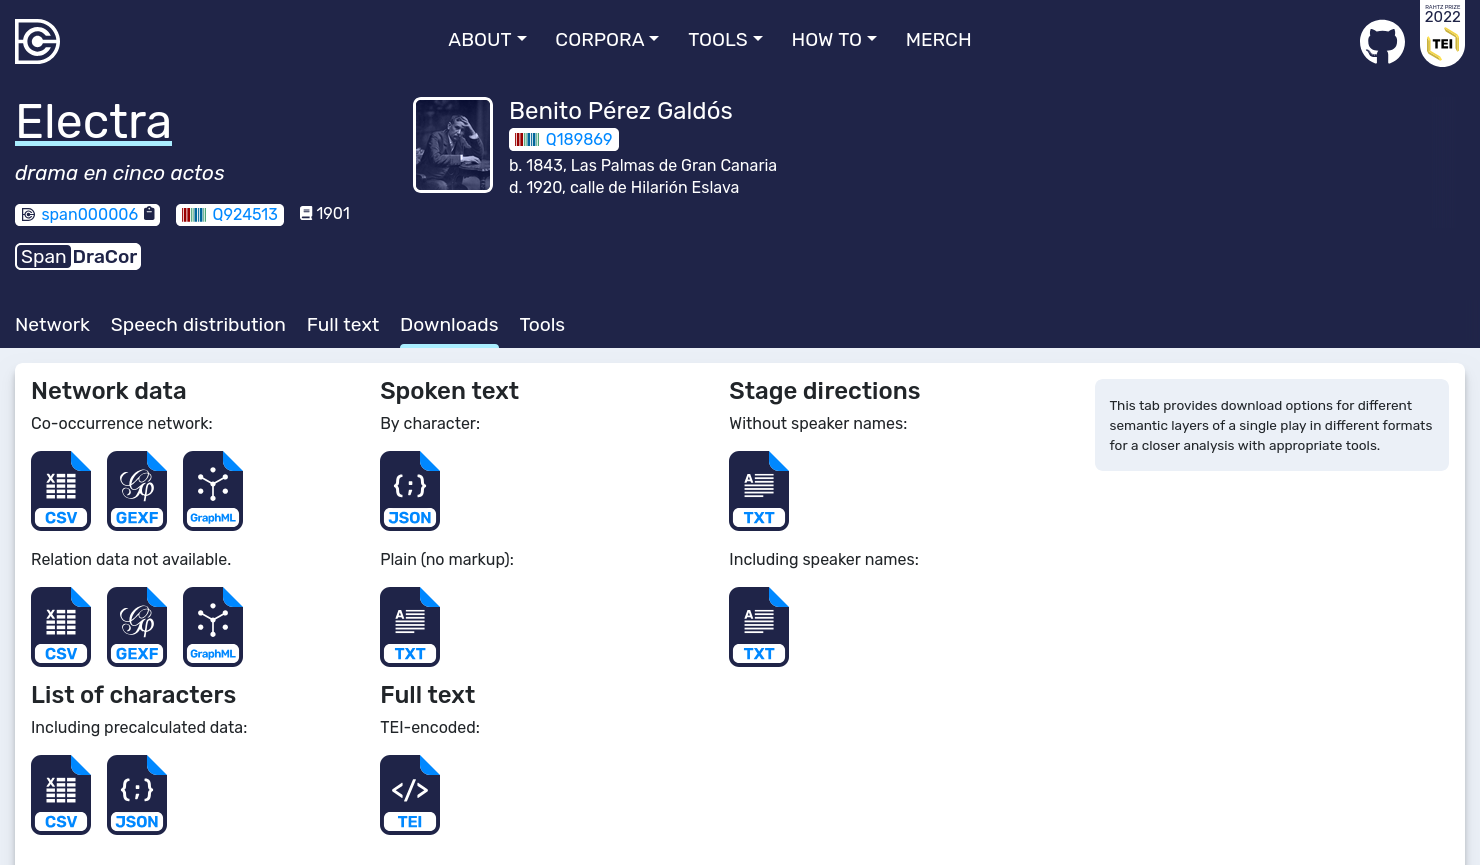 ABOUT
CORPORA
TOOLS
HOW TO
MERCH
RAHTZ PRIZE
2022
TEI
Electra
drama en cinco actos
span000006
Q924513
1901
Span DraCor
Benito Pérez Galdós
Q189869
b. 1843, Las Palmas de Gran Canaria
d. 1920, calle de Hilarión Eslava
Network
Speech distribution
Full text
Downloads
Tools
Network data
Co-occurrence network:
CSV
GEXF
GraphML
Relation data not available.
CSV
GEXF
GraphML
List of characters
Including precalculated data:
CSV
JSON
Spoken text
By character:
JSON
Plain (no markup):
TXT
Full text
TEI-encoded:
TEI
Stage directions
Without speaker names:
TXT
Including speaker names:
TXT
This tab provides download options for different
semantic layers of a single play in different formats
for a closer analysis with appropriate tools.